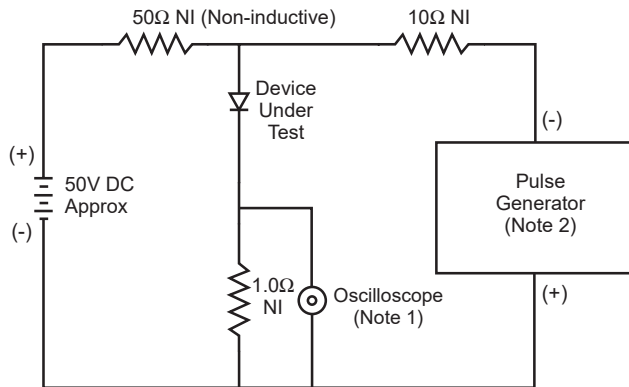 50Ω NI (Non-inductive)
10Ω NI
Device
Under
Test
(+)
50V DC
Approx
(-)
(-)
Pulse
Generator
(Note 2)
(+)
1.0Ω
NI
Oscilloscope
(Note 1)